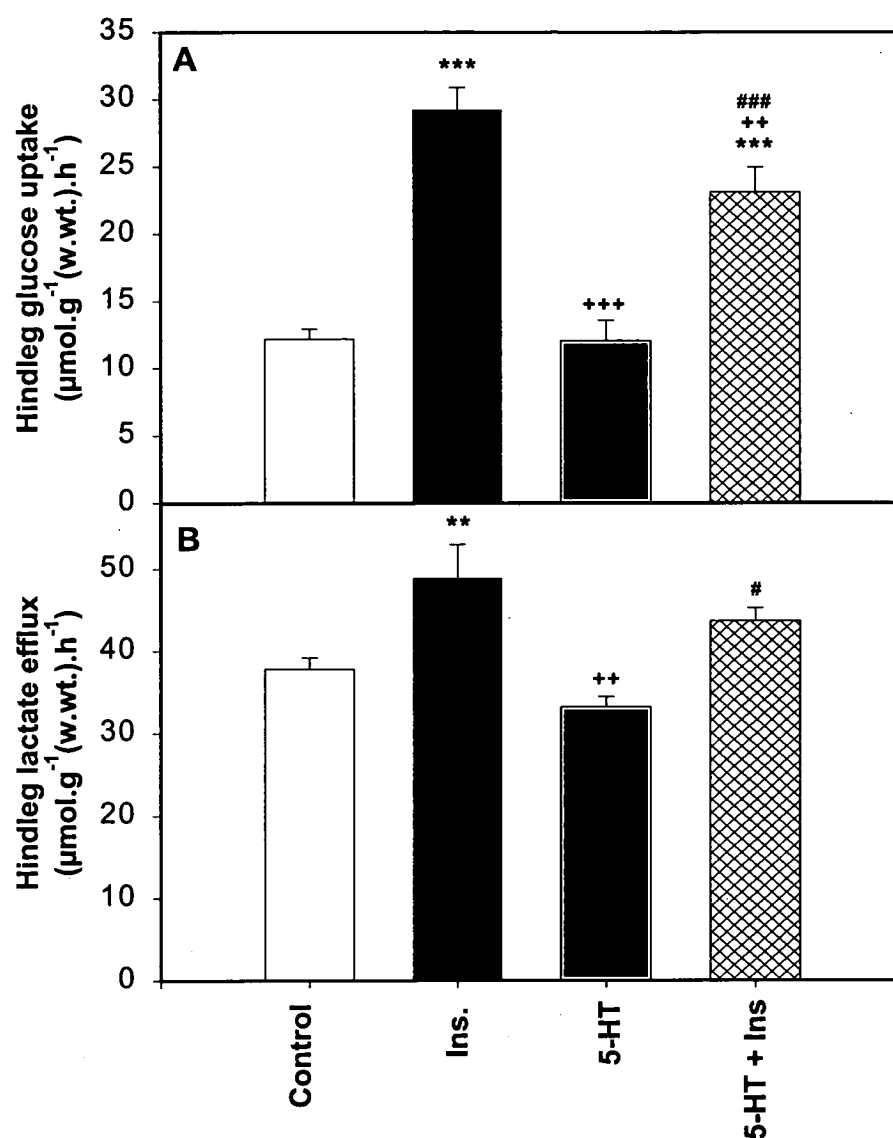 A
Hindleg glucose uptake
(µmol.g⁻¹(w.wt.).h⁻¹)
35
30
25
20
15
10
5
0
***
+++
###
++
***
B
Hindleg lactate efflux
(µmol.g⁻¹(w.wt.).h⁻¹)
50
40
30
20
10
0
**
++
#
Control
Ins.
5-HT
5-HT + Ins